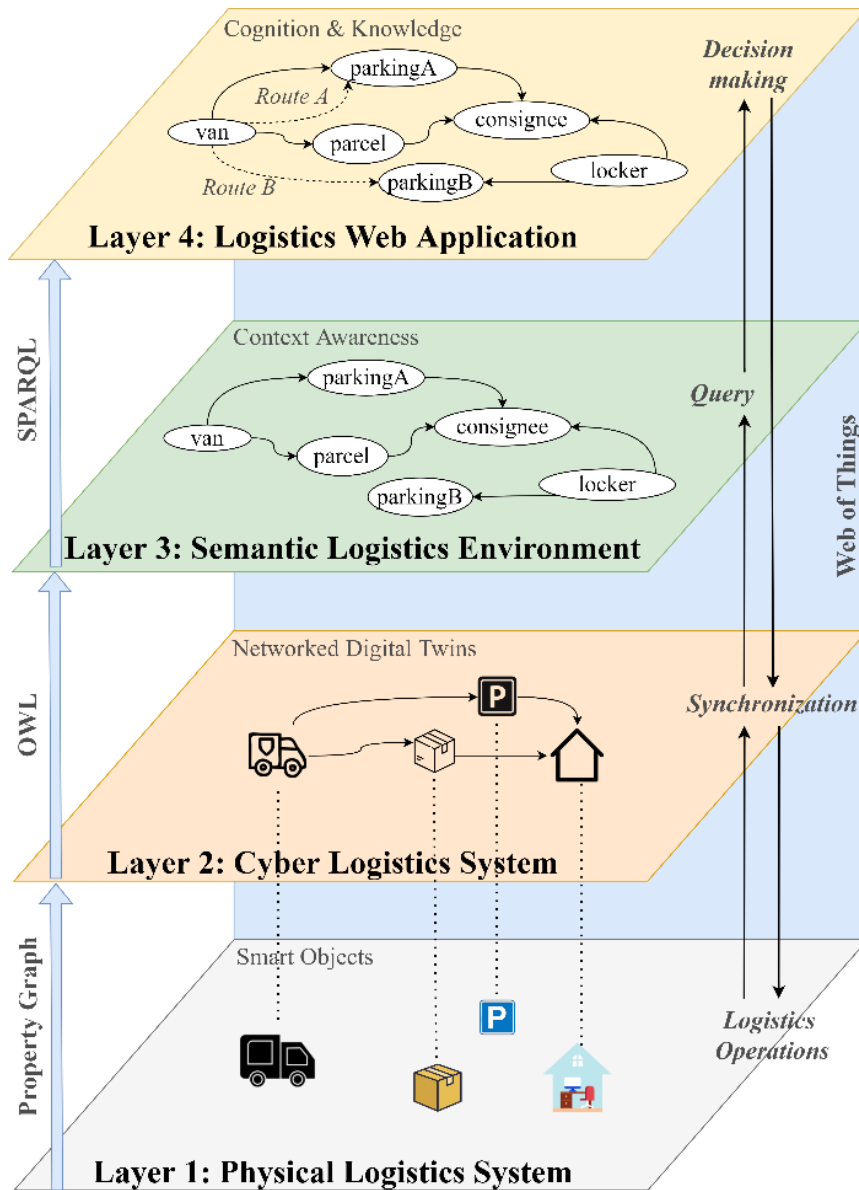 Cognition & Knowledge
parkingA
Decision
making
Route A
van
consignee
parcel
locker
Route B
parkingB
Layer 4: Logistics Web Application
SPARQL
Context Awareness
parkingA
Query
van
consignee
parcel
locker
parkingB
Web of Things
Layer 3: Semantic Logistics Environment
OWL
Networked Digital Twins
P
Synchronization
Layer 2: Cyber Logistics System
Property Graph
Smart Objects
P
Logistics
Operations
Layer 1: Physical Logistics System